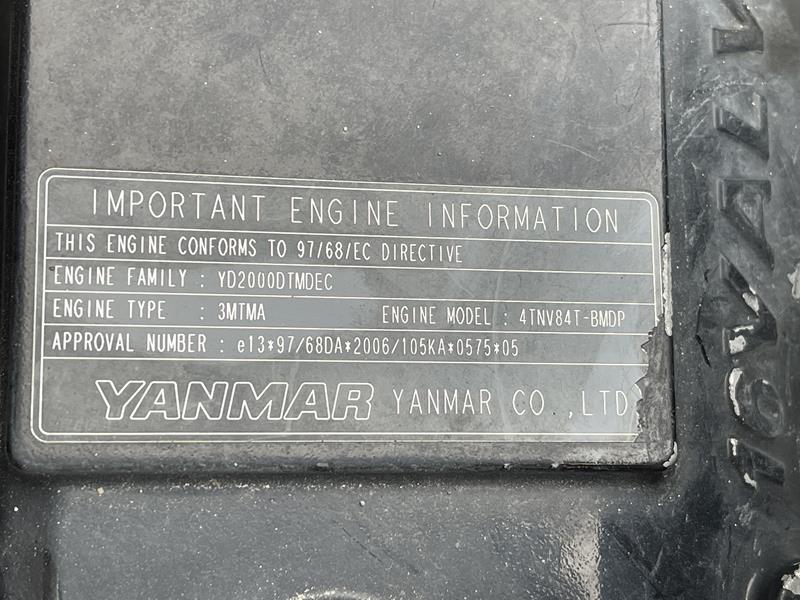 IMPORTANT ENGINE INFORMATION
THIS ENGINE CONFORMS TO 97/68/EC DIRECTIVE
ENGINE FAMILY : YD2000DTMDEC
ENGINE TYPE : 3MTMA ENGINE MODEL : 4TNV84T-BMDP
APPROVAL NUMBER : e13*97/68DA*2006/105KA*0575*05
YANMAR YANMAR CO.,LTD